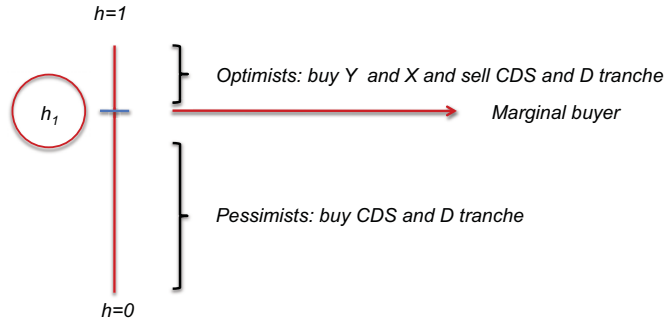 h=1
Optimists: buy Y and X and sell CDS and D tranche
h1
Marginal buyer
Pessimists: buy CDS and D tranche
h=0